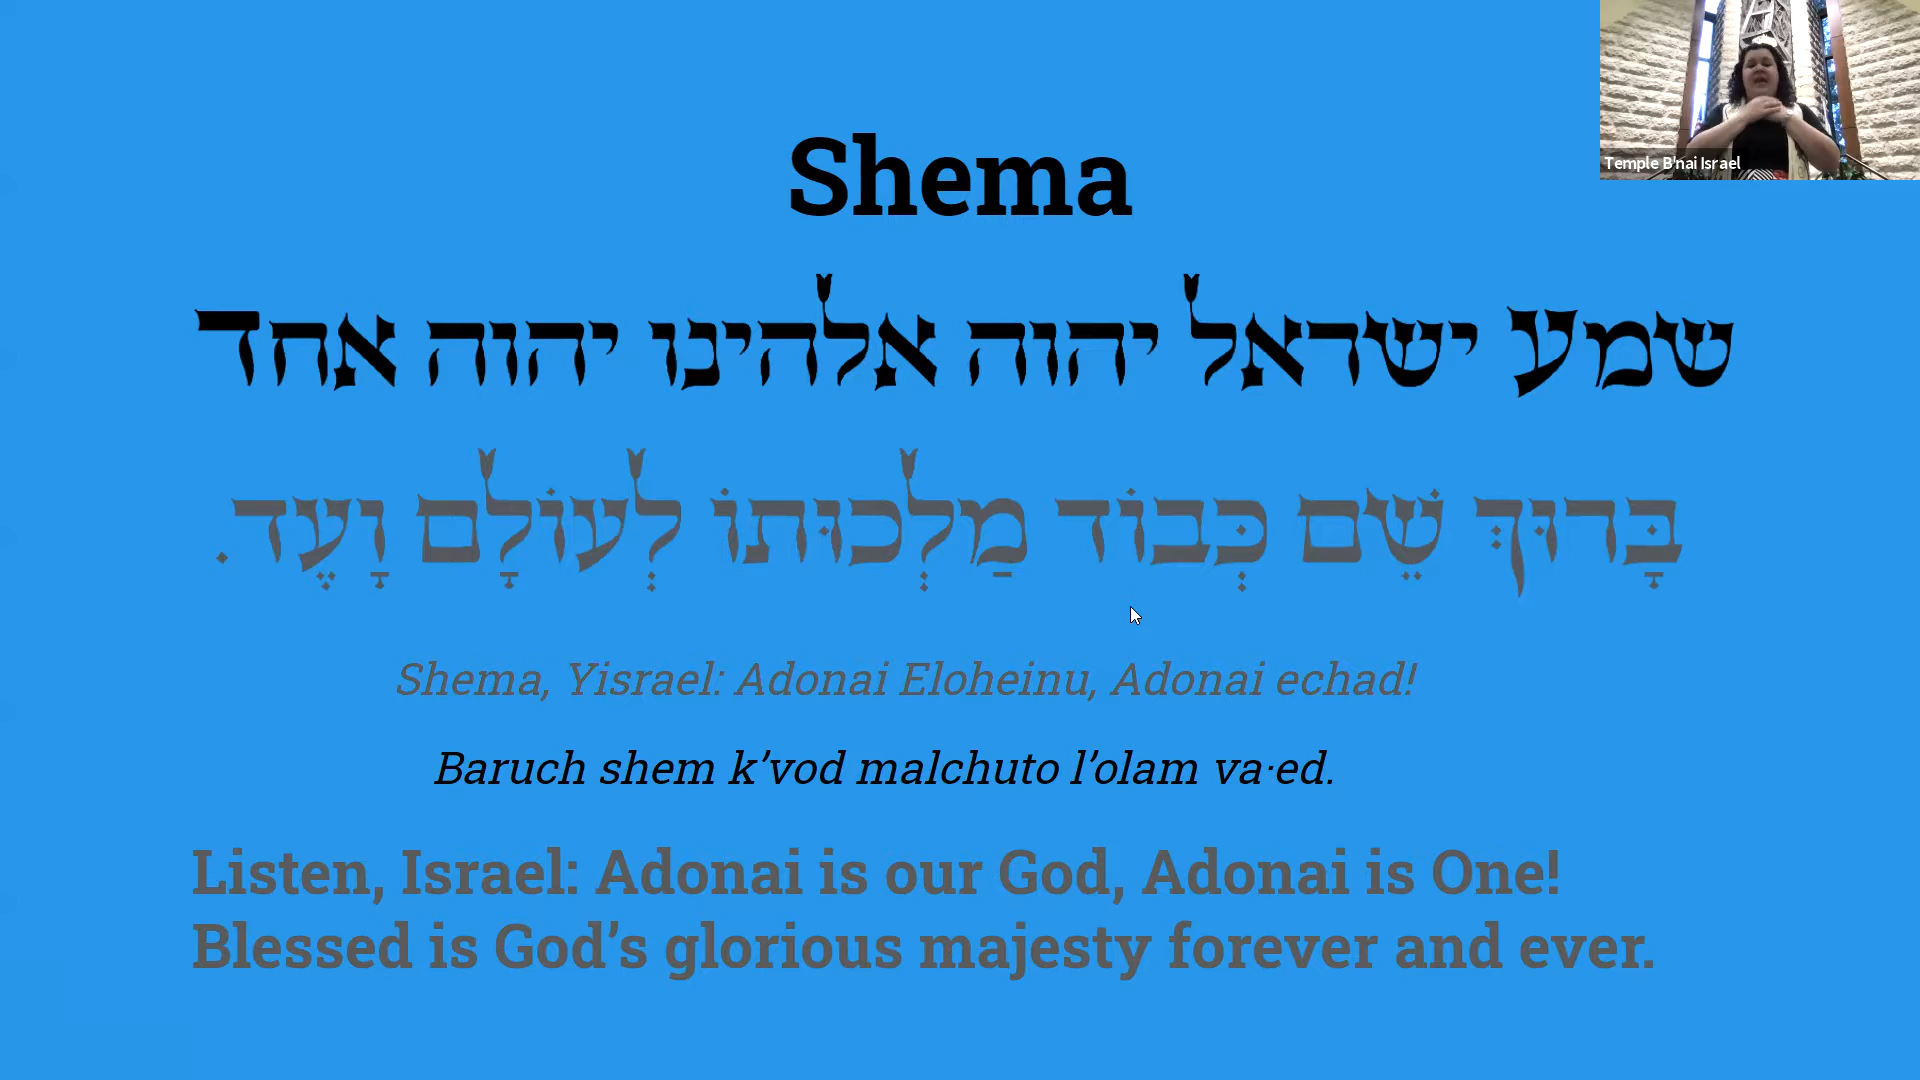 Temple B'nai Israel
Shema
שמע ישראל יהוה אלהינו יהוה אחד
בָּרוּךְ שֵׁם כְּבוֹד מַלְכוּתוֹ לְעוֹלָם וָעֶד.
Shema, Yisrael: Adonai Eloheinu, Adonai echad!
Baruch shem k’vod malchuto l’olam va·ed.
Listen, Israel: Adonai is our God, Adonai is One!
Blessed is God’s glorious majesty forever and ever.